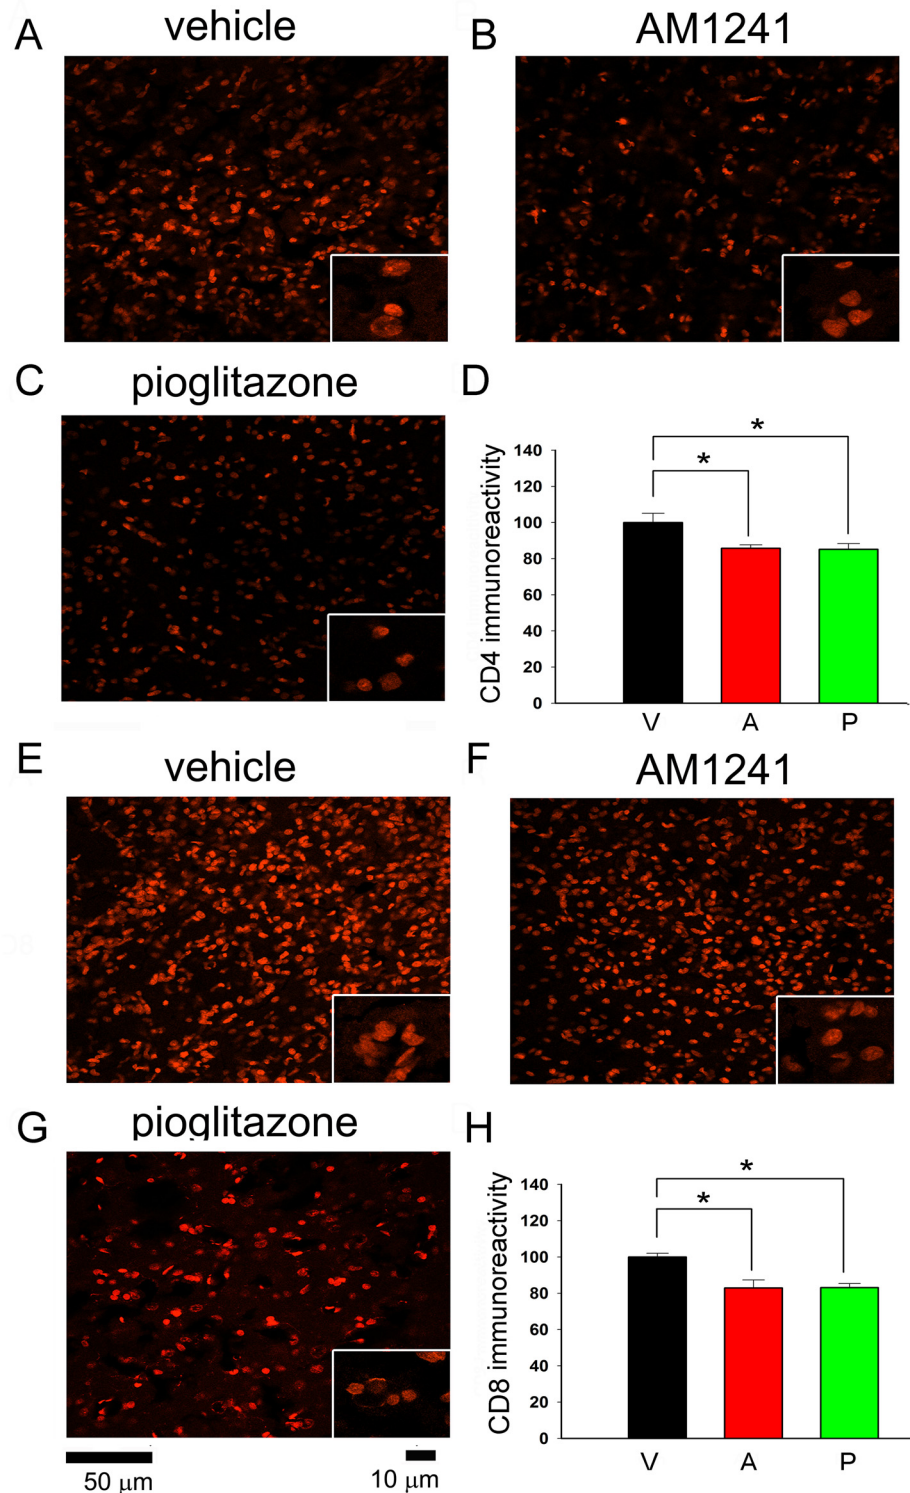 A vehicle
B AM1241
C pioglitazone
D
CD4 immunoreactivity
140
120
100
80
60
40
20
0
* *
V A P
E vehicle
F AM1241
G pioglitazone
H
CD8 immunoreactivity
140
120
100
80
60
40
20
0
* *
V A P
50 µm
10 µm